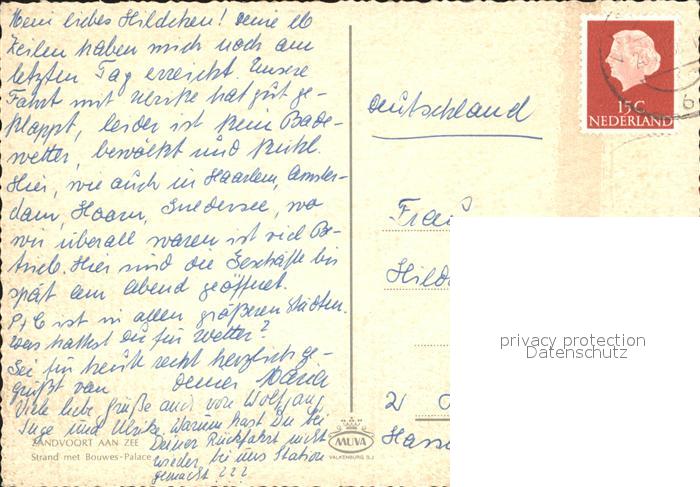 Mein liebes Hildchen! Deine lb
Zeilen haben mich noch am
letzten Tag erreicht. Unsere
Fahrt mit Ulrike hat gut ge-
klappt, leider ist kein Bade-
wetter, bewölkt und kühl.
Hier, wie auch in Haarlem, Amster-
dam, Hoorn, wo
wir überall waren ist viel Be-
trieb. Hier sind die Geschäfte bis
spät am Abend geöffnet.
P+C ist in allen größeren Städten.
Was hattest du für Wetter?
Sei für heute recht herzlich ge-
grüßt von Deiner Maria
Viele liebe Grüße auch von Wolfgang
Inge und Ulrike. Warum hast Du bei
Deiner Rückfahrt nicht
wieder bei uns Station
gemacht ???
ZANDVOORT AAN ZEE
Strand met Bouwes-Palace
MUVA
VALKENBURG
15C
NEDERLAND
Deutschland
Frau
Hild
2
Hass
privacy protection
Datenschutz